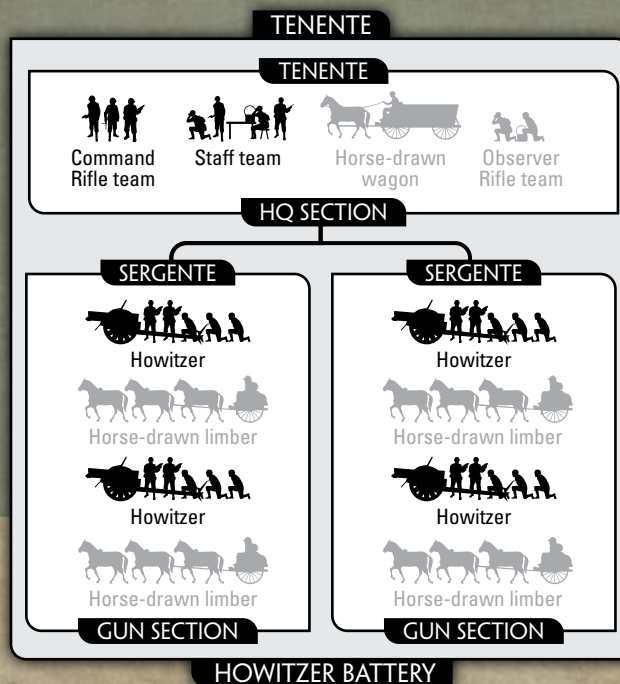 TENENTE
TENENTE
Command
Rifle team
Staff team
Horse-drawn
wagon
Observer
Rifle team
HQ SECTION
SERGENTE
Howitzer
Horse-drawn limber
Howitzer
Horse-drawn limber
GUN SECTION
SERGENTE
Howitzer
Horse-drawn limber
Howitzer
Horse-drawn limber
GUN SECTION
HOWITZER BATTERY